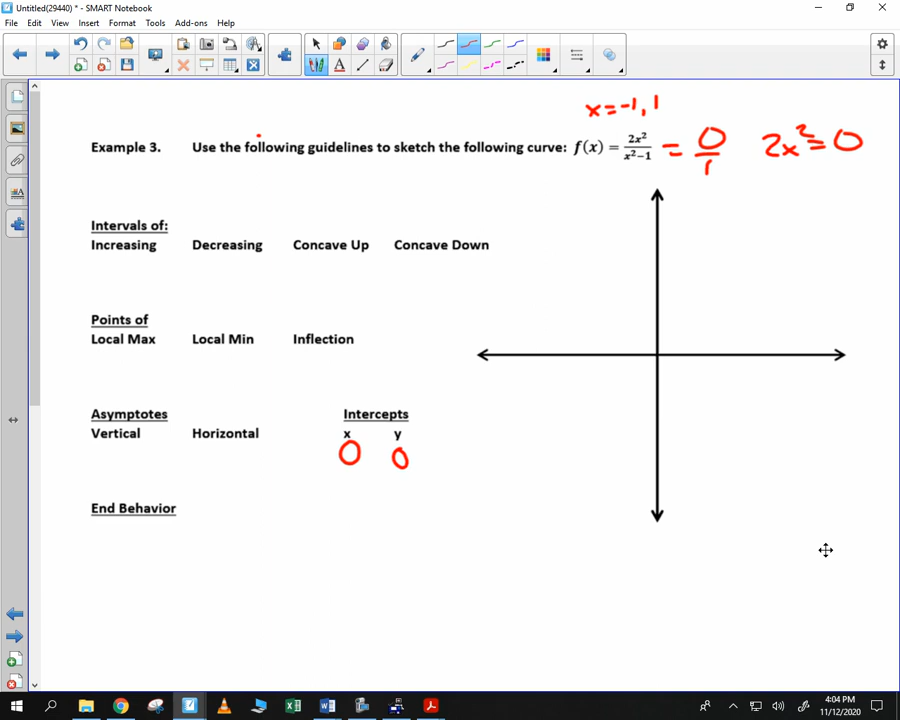 Untitled(29440) * - SMART Notebook
File Edit View Insert Format Tools Add-ons Help
x=-1, 1
Example 3. Use the following guidelines to sketch the following curve: f(x) = 2x²/x²−1 = 0/1 2x²=0
Intervals of:
Increasing Decreasing Concave Up Concave Down
Points of
Local Max Local Min Inflection
Asymptotes Intercepts
Vertical Horizontal x y
0 0
End Behavior
4:04 PM
11/12/2020